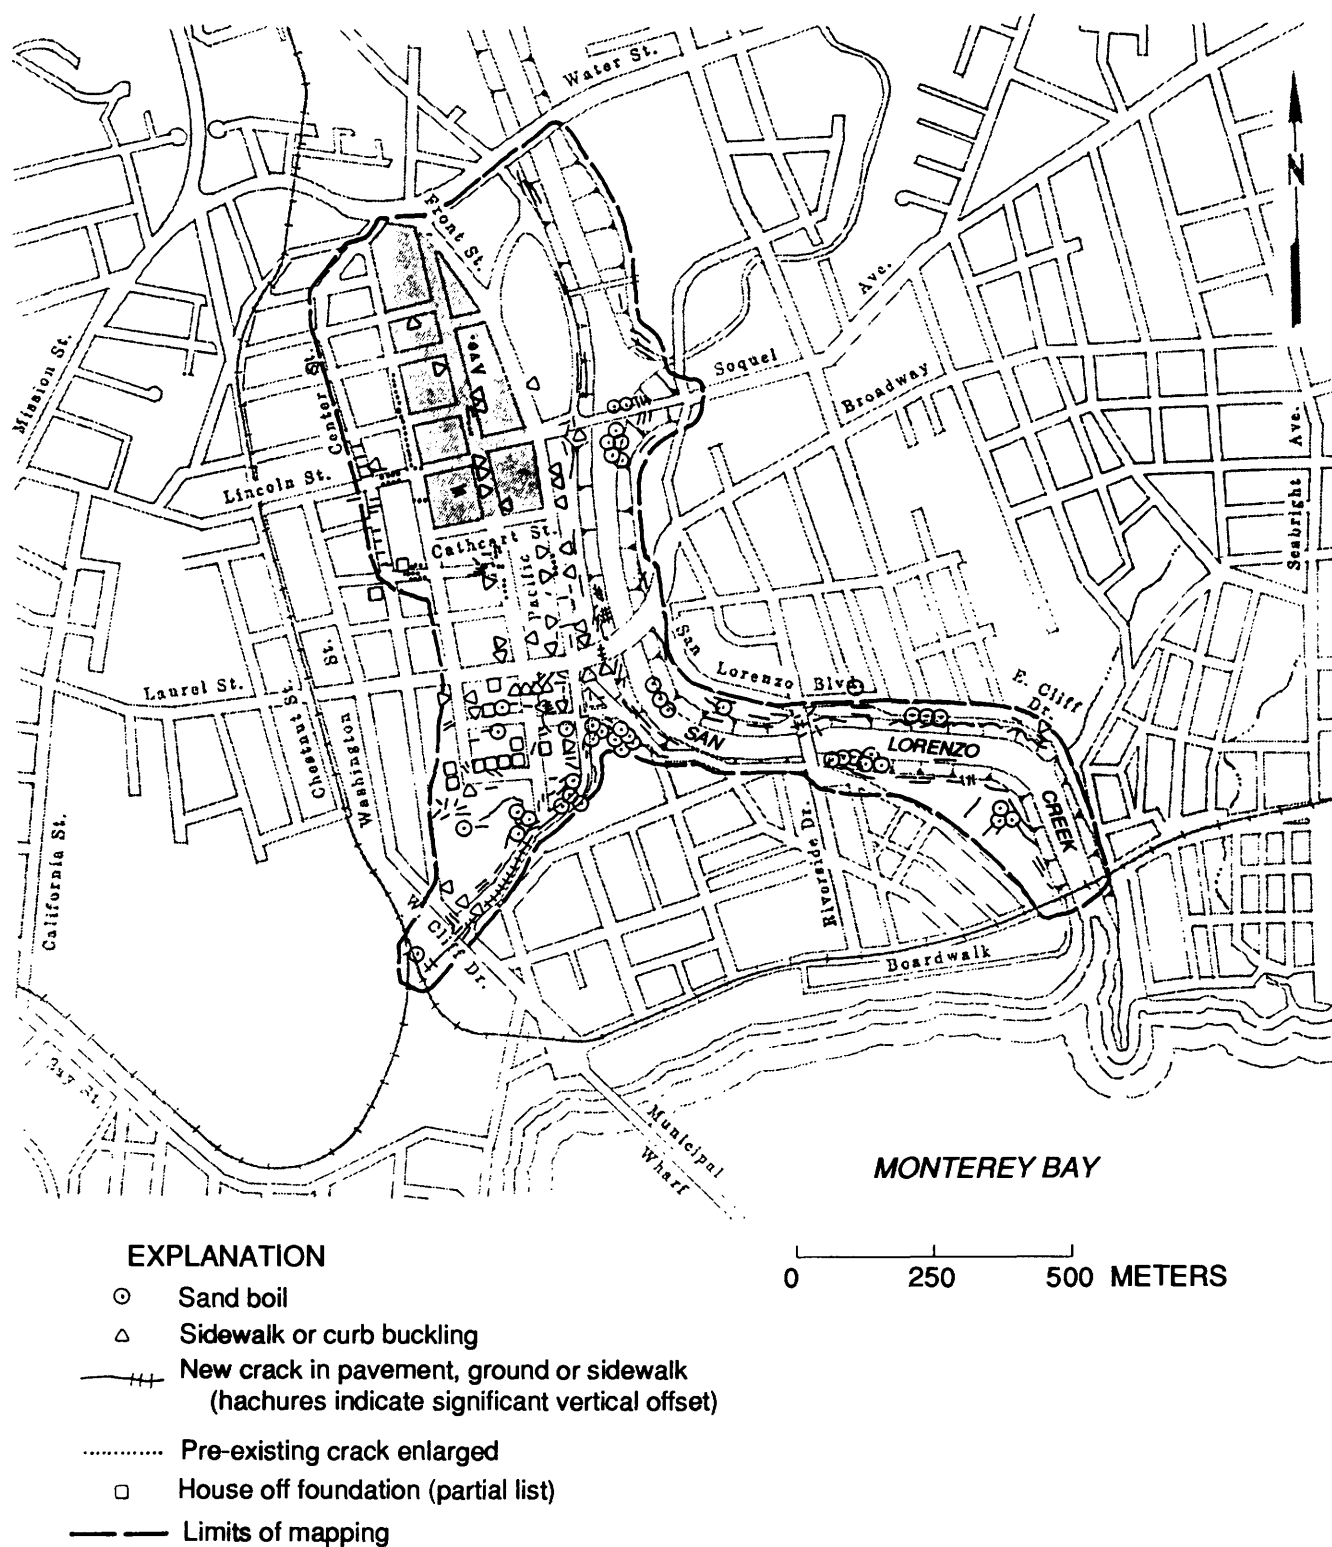 Water St.
Front St.
N
Ave.
Soquel
Ave.
Broadway
Mission St.
Center St.
Seabright Ave.
Lincoln St.
Cathcart St.
Pacific
San Lorenzo Blvd
E. Cliff Dr.
Laurel St.
Chestnut St.
Washington St.
SAN LORENZO CREEK
California St.
Riverside Dr.
W. Cliff Dr.
Boardwalk
Bay St.
Municipal Wharf
MONTEREY BAY
EXPLANATION
Sand boil
Sidewalk or curb buckling
New crack in pavement, ground or sidewalk
(hachures indicate significant vertical offset)
Pre-existing crack enlarged
House off foundation (partial list)
Limits of mapping
0 250 500 METERS